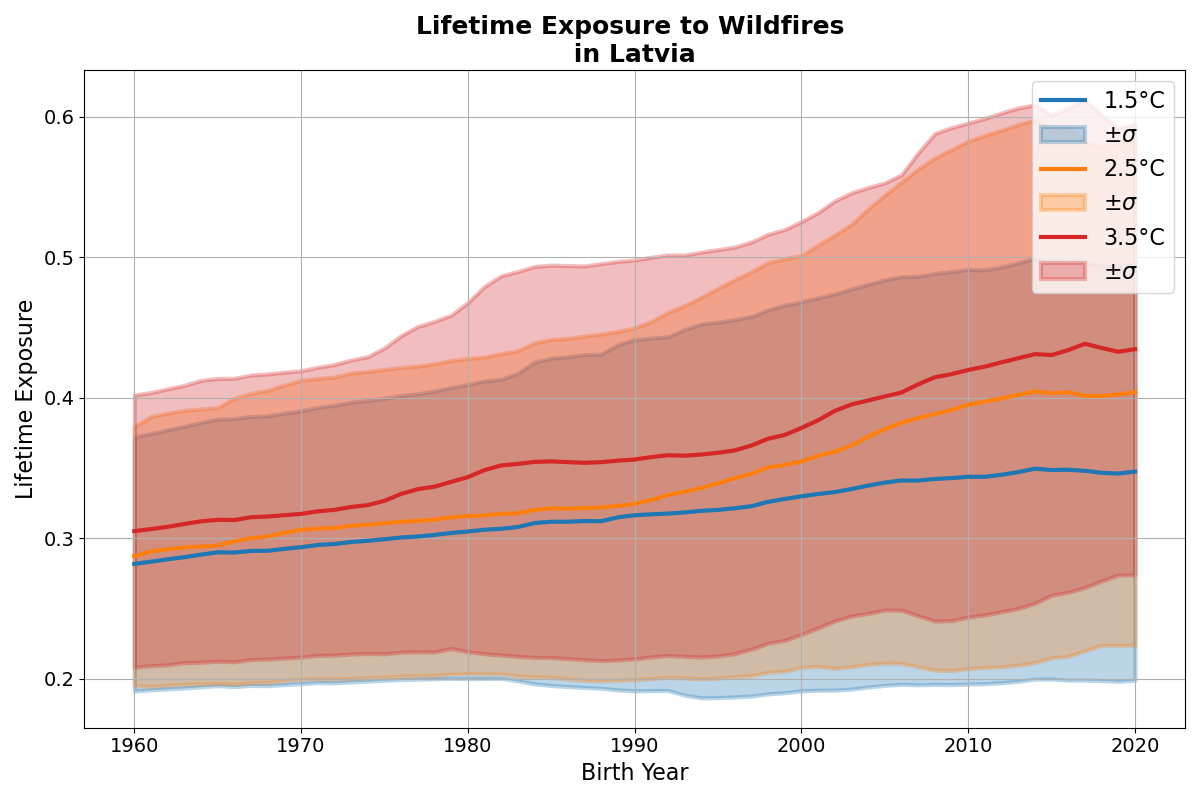 Lifetime Exposure to Wildfires
in Latvia
Lifetime Exposure
0.6
0.5
0.4
0.3
0.2
1960
1970
1980
1990
2000
2010
2020
Birth Year
1.5°C
±σ
2.5°C
±σ
3.5°C
±σ